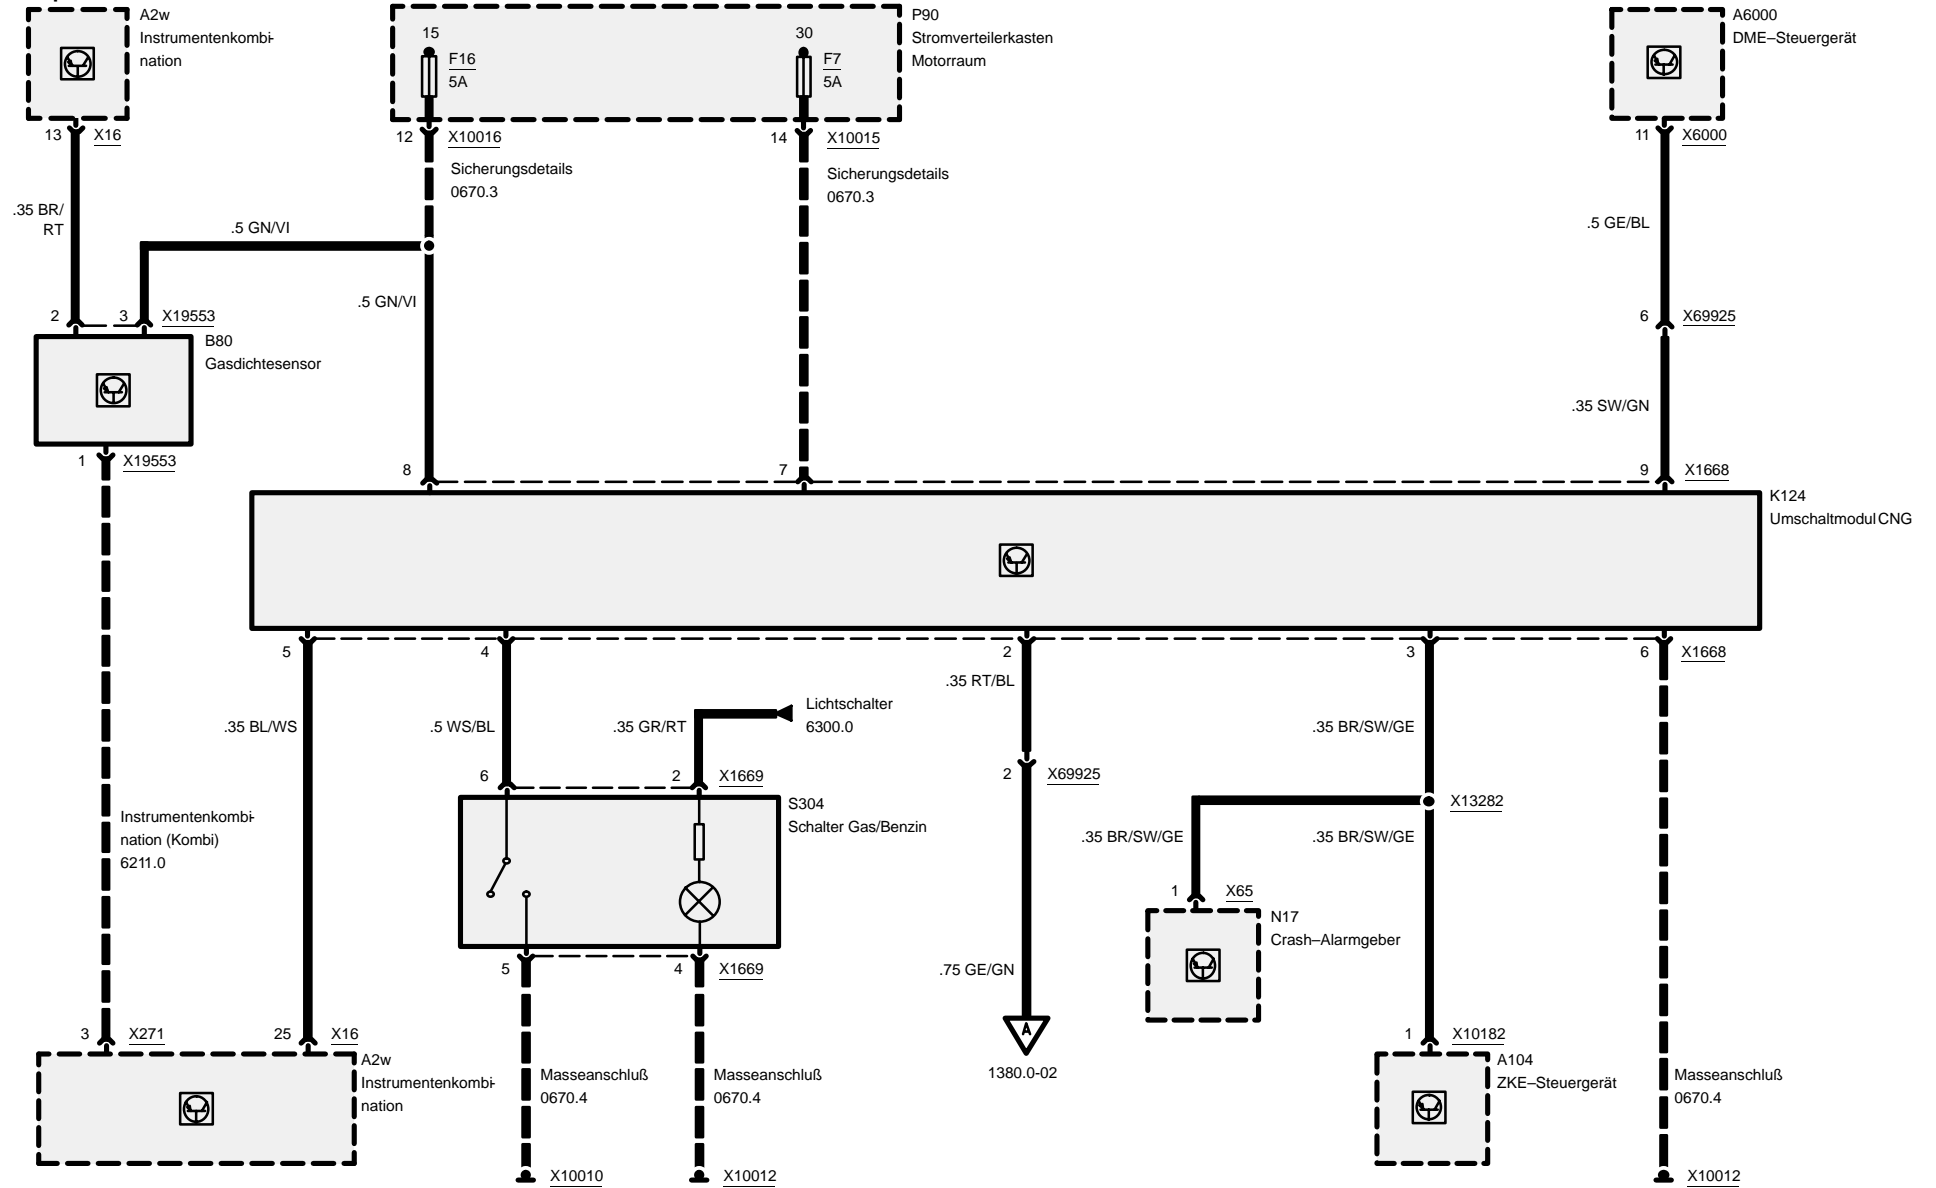 A2w
Instrumentenkombi-
nation
15
F16
5A
30
F7
5A
P90
Stromverteilerkasten
Motorraum
A6000
DME–Steuergerät
13
X16
12
X10016
14
X10015
11
X6000
Sicherungsdetails
0670.3
Sicherungsdetails
0670.3
.35 BR/
RT
.5 GN/VI
.5 GE/BL
.5 GN/VI
2
3
X19553
6
X69925
B80
Gasdichtesensor
.35 SW/GN
1
X19553
8
7
9
X1668
K124
Umschaltmodul CNG
5
4
2
3
6
X1668
.35 RT/BL
.35 BL/WS
.5 WS/BL
.35 GR/RT
Lichtschalter
6300.0
.35 BR/SW/GE
6
2
X1669
2
X69925
S304
Schalter Gas/Benzin
X13282
Instrumentenkombi-
nation (Kombi)
6211.0
.35 BR/SW/GE
.35 BR/SW/GE
1
X65
N17
Crash–Alarmgeber
5
4
X1669
.75 GE/GN
3
X271
25
X16
A
1
X10182
A2w
Instrumentenkombi-
nation
Masseanschluß
0670.4
Masseanschluß
0670.4
1380.0-02
A104
ZKE–Steuergerät
Masseanschluß
0670.4
X10010
X10012
X10012